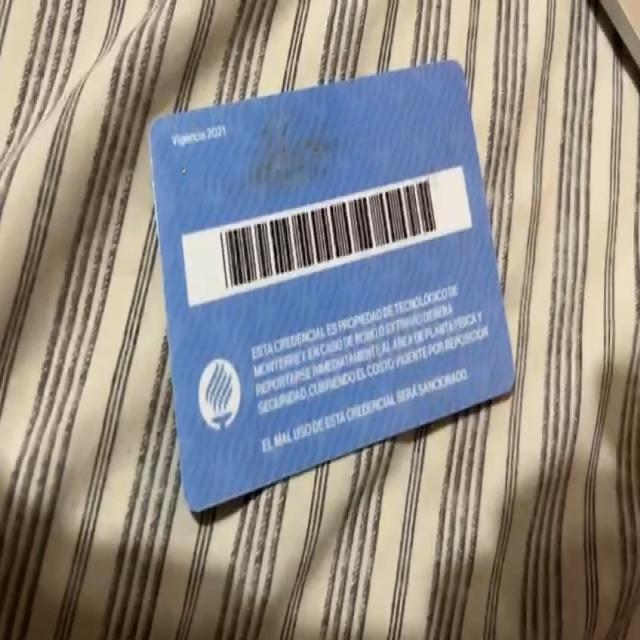 Vigencia 2021
ESTA CREDENCIAL ES PROPIEDAD DE TECNOLÓGICO DE
MONTERREY. EN CASO DE ROBO O EXTRAVÍO DEBERÁ
REPORTARSE INMEDIATAMENTE AL ÁREA DE PLANTA FÍSICA Y
SEGURIDAD, CUBRIENDO EL COSTO VIGENTE POR REPOSICIÓN
EL MAL USO DE ESTA CREDENCIAL SERÁ SANCIONADO.